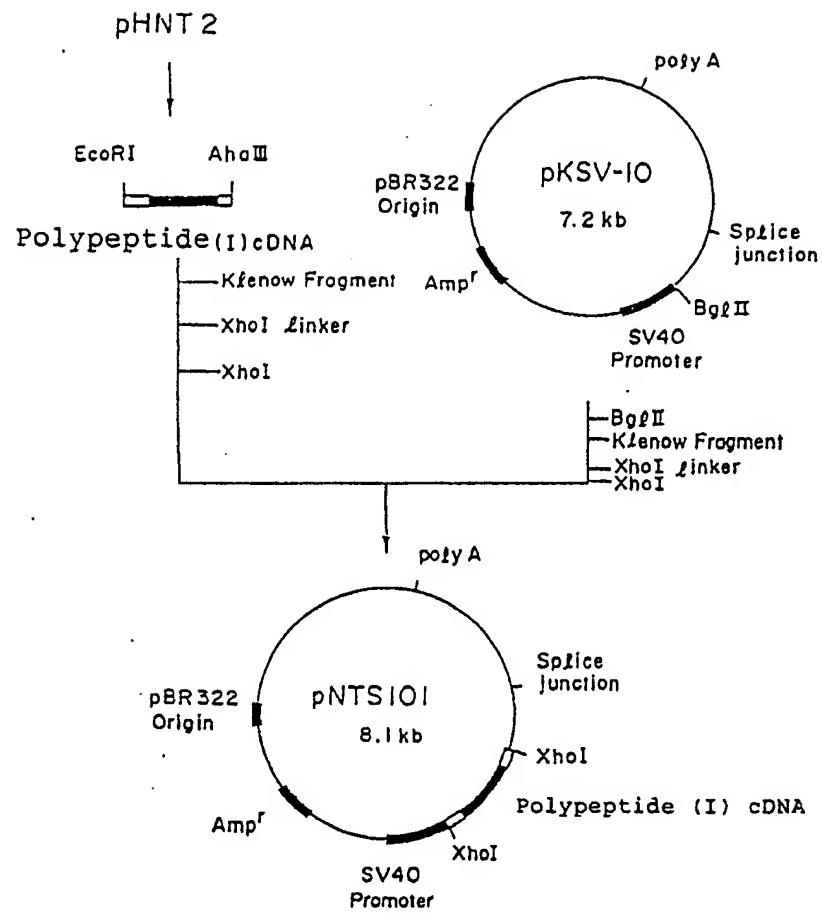 pHNT2
EcoRI
AhaIII
Polypeptide(I)cDNA
Klenow Fragment
XhoI linker
XhoI
poly A
pKSV-10
7.2 kb
pBR322
Origin
Amp^r
Splice
junction
BglII
SV40
Promoter
BglII
Klenow Fragment
XhoI linker
XhoI
poly A
pNTS101
8.1 kb
pBR322
Origin
Splice
junction
XhoI
Polypeptide (I) cDNA
Amp^r
XhoI
SV40
Promoter